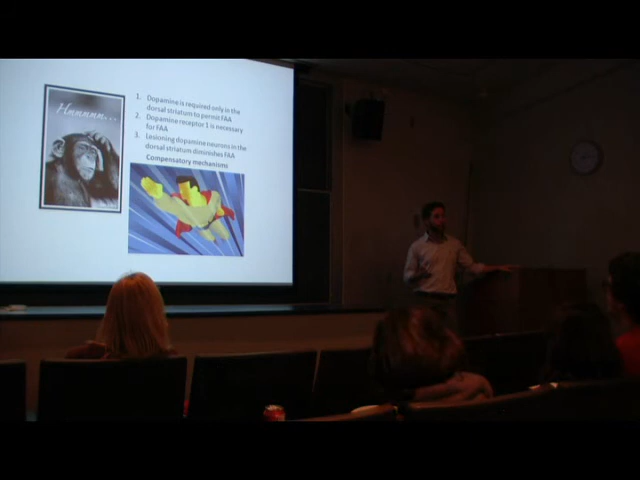 Hmmmm...
1. Dopamine is required only in the
dorsal striatum to permit FAA
2. Dopamine receptor 1 is necessary
for FAA
3. Lesioning dopamine neurons in the
dorsal striatum diminishes FAA
Compensatory mechanisms